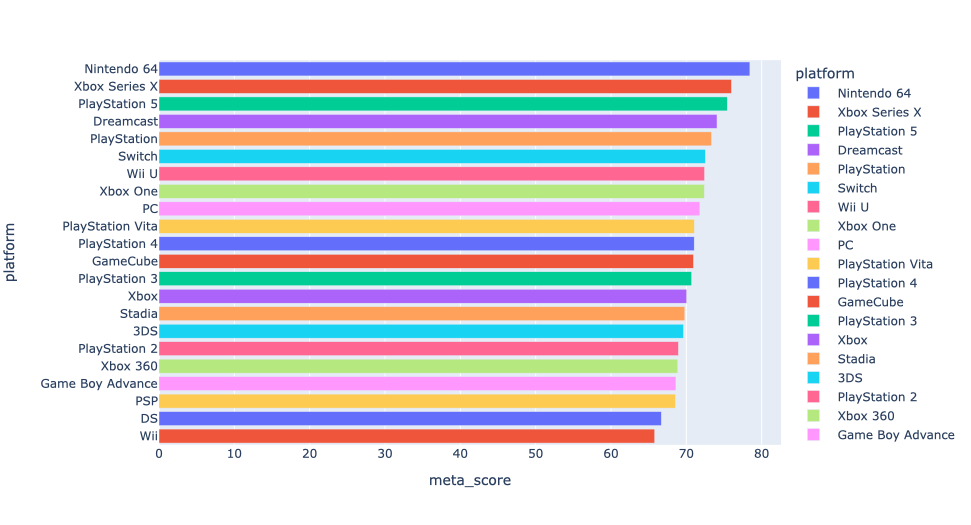 Nintendo 64
Xbox Series X
PlayStation 5
Dreamcast
PlayStation
Switch
Wii U
Xbox One
PC
PlayStation Vita
PlayStation 4
GameCube
PlayStation 3
Xbox
Stadia
3DS
PlayStation 2
Xbox 360
Game Boy Advance
PSP
DS
Wii
platform
0 10 20 30 40 50 60 70 80
meta_score
platform
Nintendo 64
Xbox Series X
PlayStation 5
Dreamcast
PlayStation
Switch
Wii U
Xbox One
PC
PlayStation Vita
PlayStation 4
GameCube
PlayStation 3
Xbox
Stadia
3DS
PlayStation 2
Xbox 360
Game Boy Advance